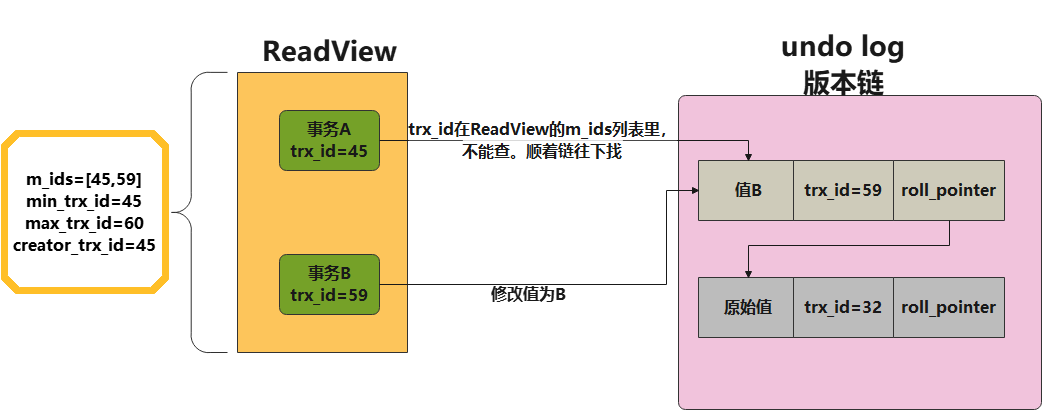 ReadView
undo log
版本链
m_ids=[45,59]
min_trx_id=45
max_trx_id=60
creator_trx_id=45
事务A
trx_id=45
trx_id在ReadView的m_ids列表里，
不能查。顺着链往下找
值B
trx_id=59
roll_pointer
事务B
trx_id=59
修改值为B
原始值
trx_id=32
roll_pointer